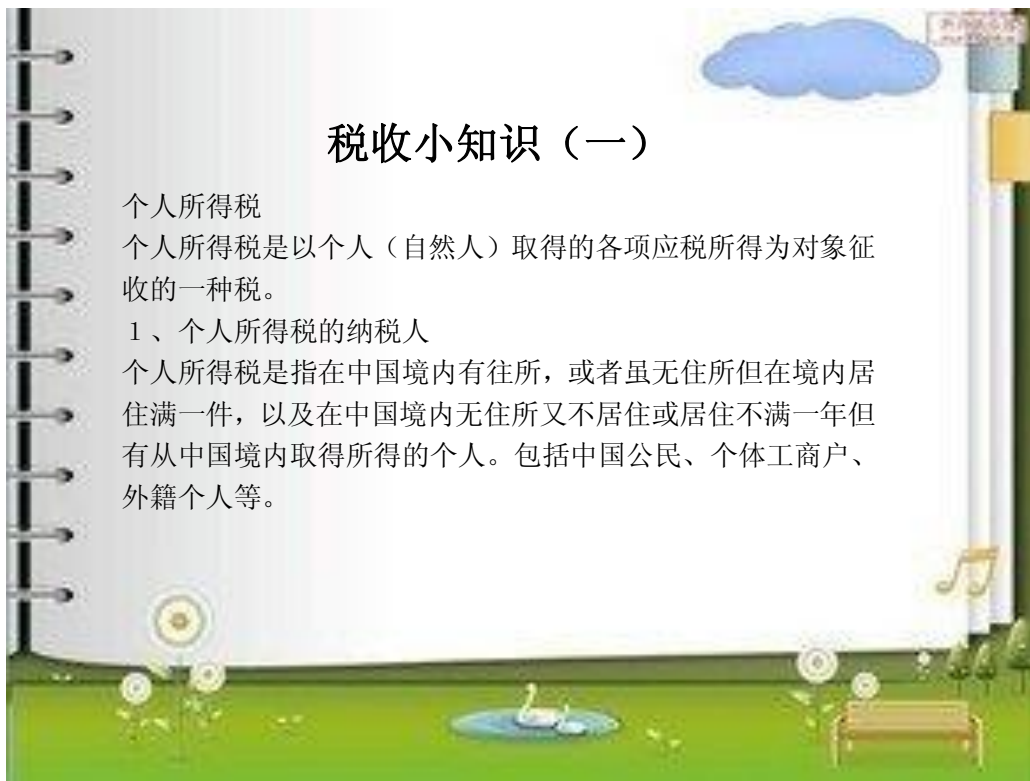 税收小知识（一）
个人所得税
个人所得税是以个人（自然人）取得的各项应税所得为对象征
收的一种税。
１、个人所得税的纳税人
个人所得税是指在中国境内有往所，或者虽无住所但在境内居
住满一件，以及在中国境内无住所又不居住或居住不满一年但
有从中国境内取得所得的个人。包括中国公民、个体工商户、
外籍个人等。